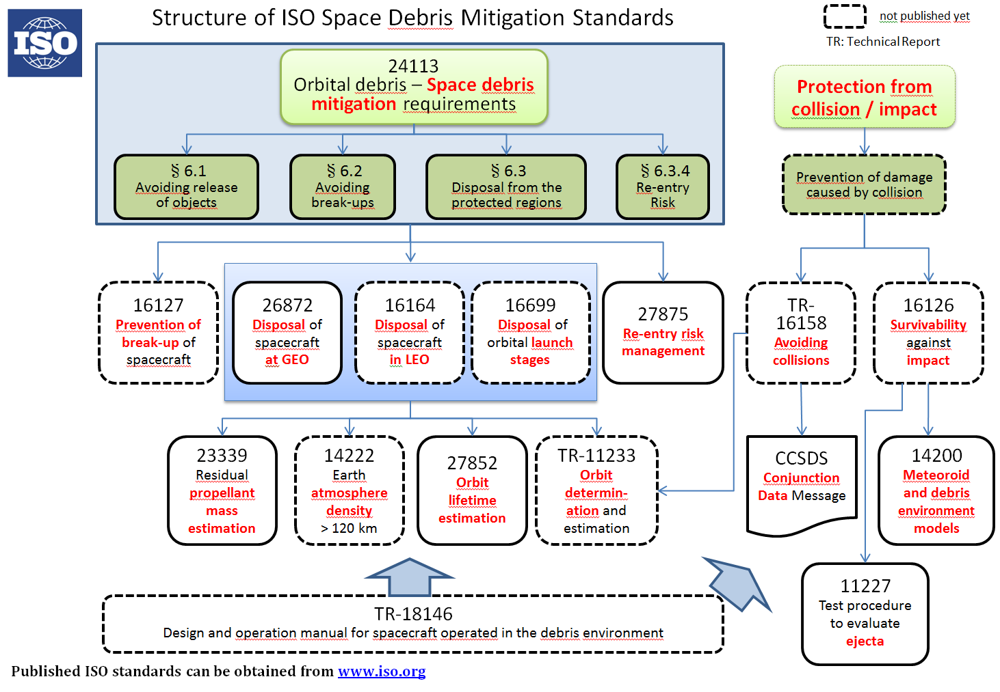 Structure of ISO Space Debris Mitigation Standards
ISO
not published yet
TR: Technical Report
24113
Orbital debris – Space debris
mitigation requirements
§ 6.1
Avoiding release
of objects
§ 6.2
Avoiding
break-ups
§ 6.3
Disposal from the
protected regions
§ 6.3.4
Re-entry
Risk
Protection from
collision / impact
Prevention of damage
caused by collision
16127
Prevention of
break-up of
spacecraft
26872
Disposal of
spacecraft
at GEO
16164
Disposal of
spacecraft
in LEO
16699
Disposal of
orbital launch
stages
27875
Re-entry risk
management
TR-
16158
Avoiding
collisions
16126
Survivability
against
impact
23339
Residual
propellant
mass
estimation
14222
Earth
atmosphere
density
> 120 km
27852
Orbit
lifetime
estimation
TR-11233
Orbit
determin-
ation and
estimation
CCSDS
Conjunction
Data Message
14200
Meteoroid
and debris
environment
models
11227
Test procedure
to evaluate
ejecta
TR-18146
Design and operation manual for spacecraft operated in the debris environment
Published ISO standards can be obtained from www.iso.org